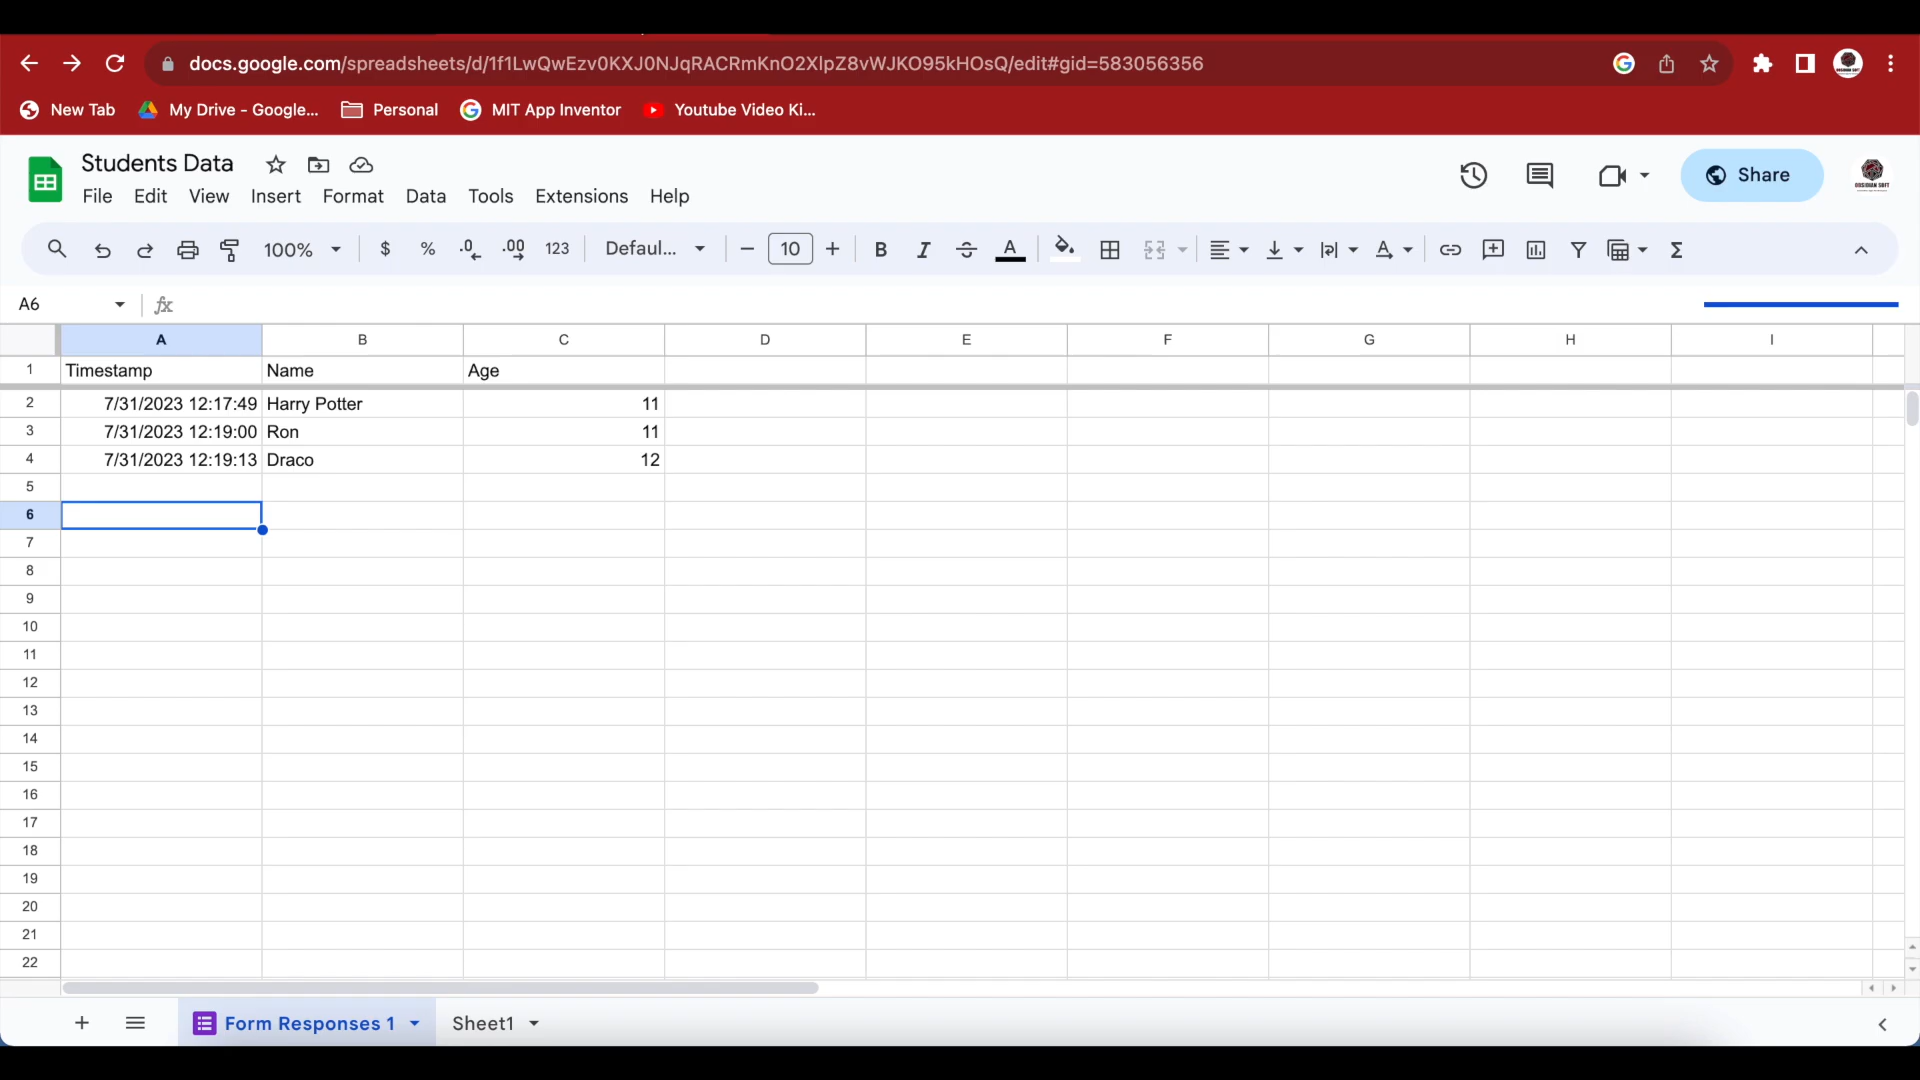 docs.google.com/spreadsheets/d/1f1LwQwEzv0KXJ0NJqRACRmKnO2XlpZ8vWJKO95kHOsQ/edit#gid=583056356
New Tab My Drive - Google... Personal MIT App Inventor Youtube Video Ki...
Students Data
File Edit View Insert Format Data Tools Extensions Help
Share
OBSIDIAN SOFT
100% $ % .0 .00 123 Defaul... 10 B I A A Σ
A6 fx
A B C D E F G H I
1 Timestamp Name Age
2 7/31/2023 12:17:49 Harry Potter 11
3 7/31/2023 12:19:00 Ron 11
4 7/31/2023 12:19:13 Draco 12
5
6
7
8
9
10
11
12
13
14
15
16
17
18
19
20
21
22
Form Responses 1 Sheet1